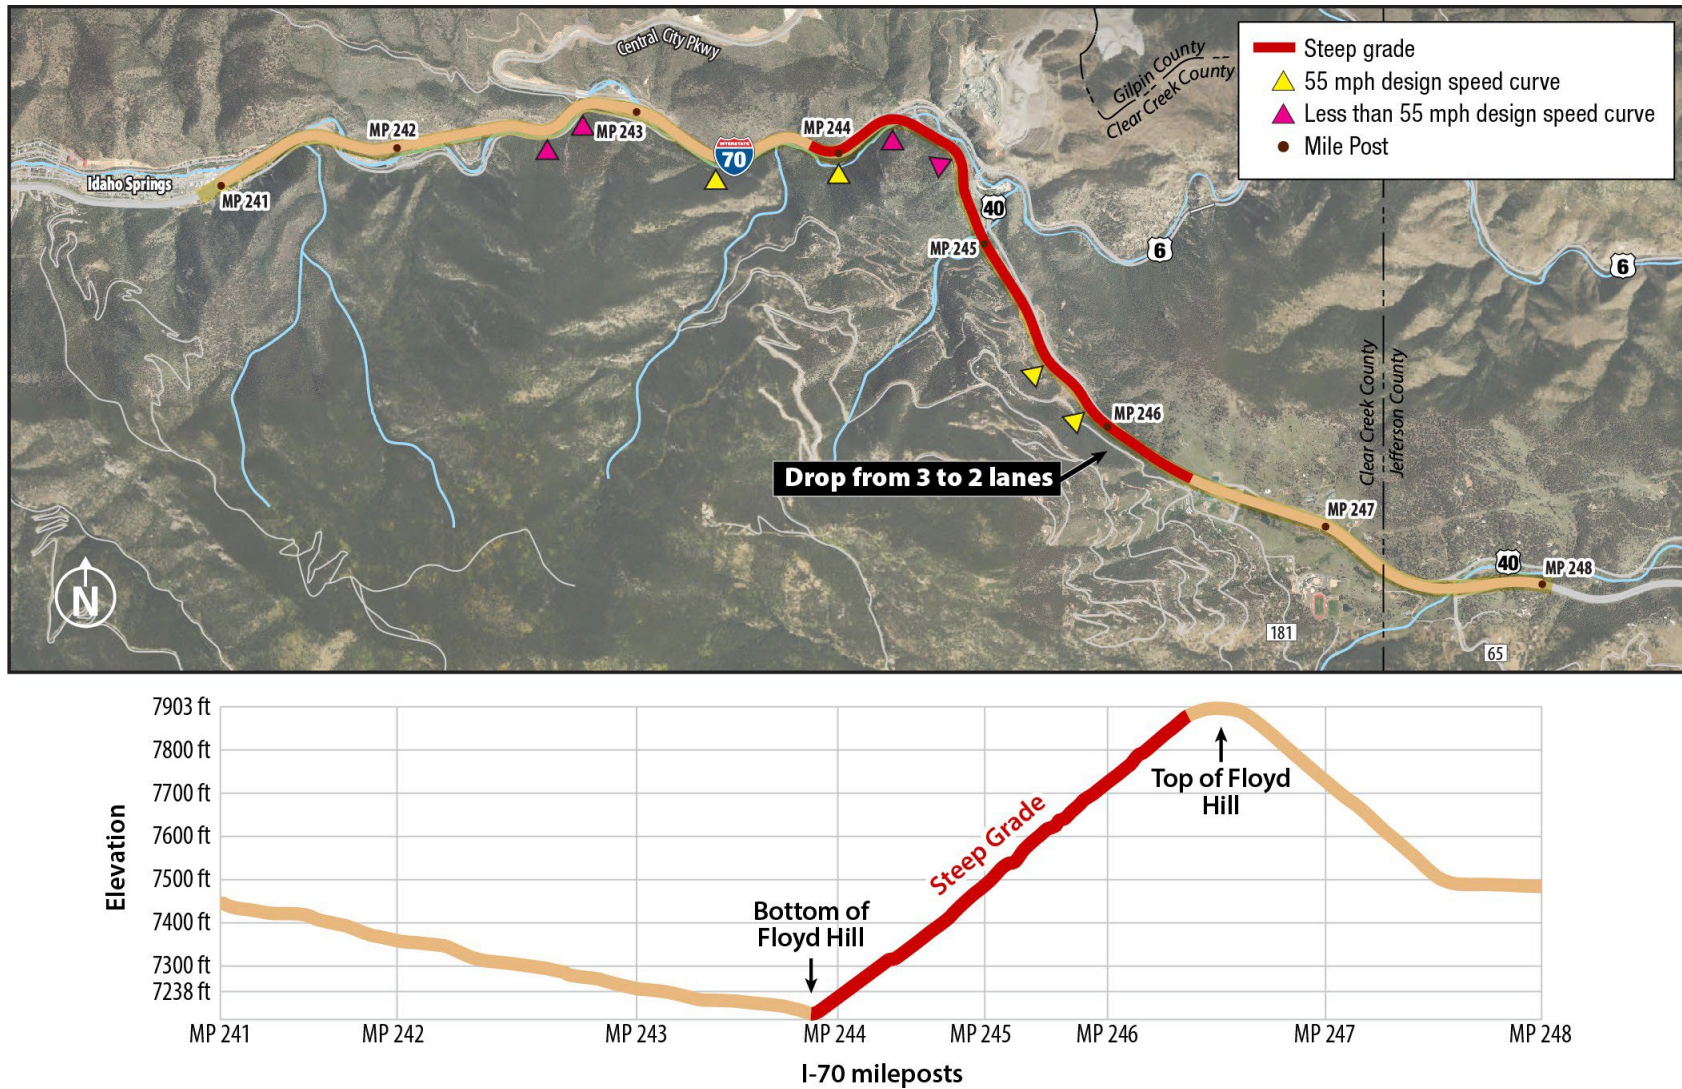 Central City Pkwy
Gilpin County
Clear Creek County
Steep grade
55 mph design speed curve
Less than 55 mph design speed curve
Mile Post
MP 242
MP 243
MP 244
INTERSTATE
70
Idaho Springs
MP 241
40
MP 245
6
6
Clear Creek County
Jefferson County
MP 246
Drop from 3 to 2 lanes
MP 247
40
MP 248
N
181
65
7903 ft
7800 ft
7700 ft
7600 ft
7500 ft
7400 ft
7300 ft
7238 ft
Elevation
Top of Floyd
Hill
Steep Grade
Bottom of
Floyd Hill
MP 241
MP 242
MP 243
MP 244
MP 245
MP 246
MP 247
MP 248
I-70 mileposts